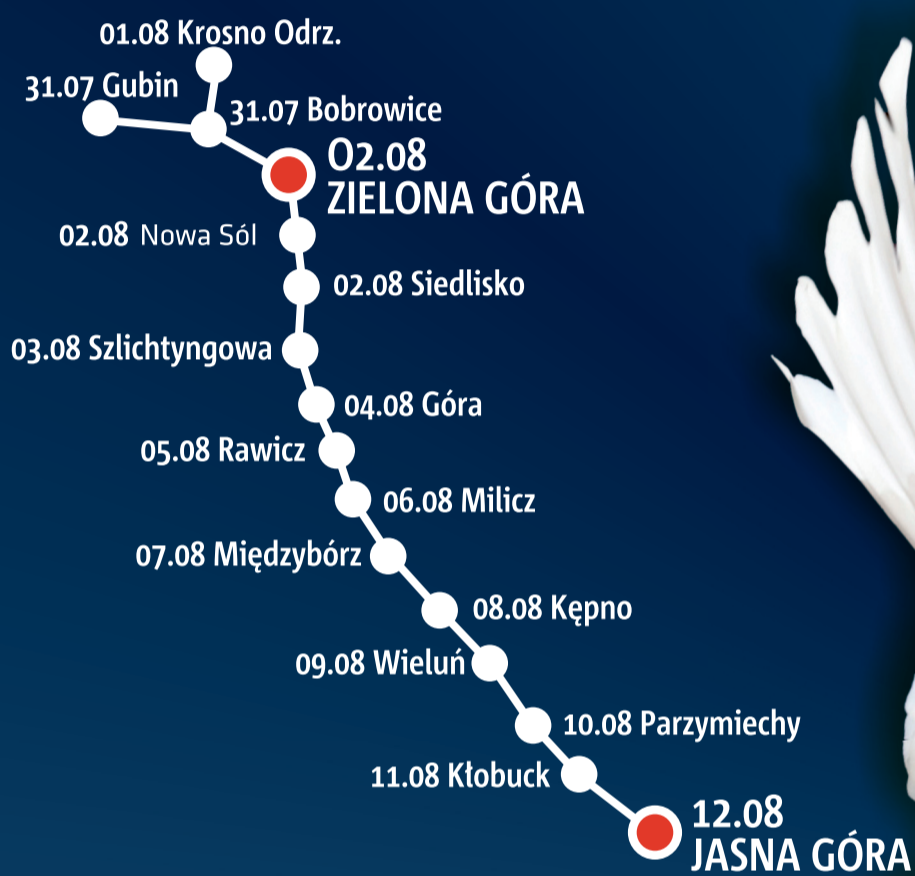 01.08 Krosno Odrz.
31.07 Gubin
31.07 Bobrowice
02.08
ZIELONA GÓRA
02.08 Nowa Sól
02.08 Siedlisko
03.08 Szlichtyngowa
04.08 Góra
05.08 Rawicz
06.08 Milicz
07.08 Międzybórz
08.08 Kępno
09.08 Wieluń
10.08 Parzymiechy
11.08 Kłobuck
12.08
JASNA GÓRA